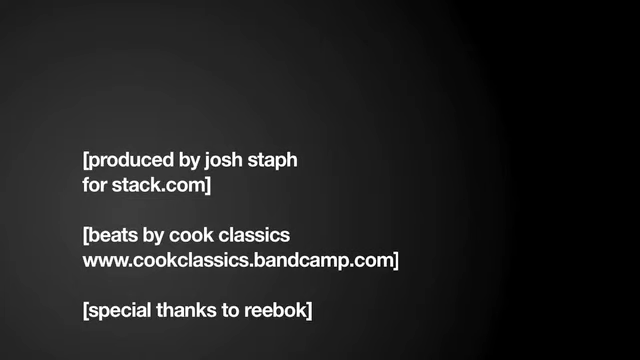 [produced by josh staph
for stack.com]
[beats by cook classics
www.cookclassics.bandcamp.com]
[special thanks to reebok]